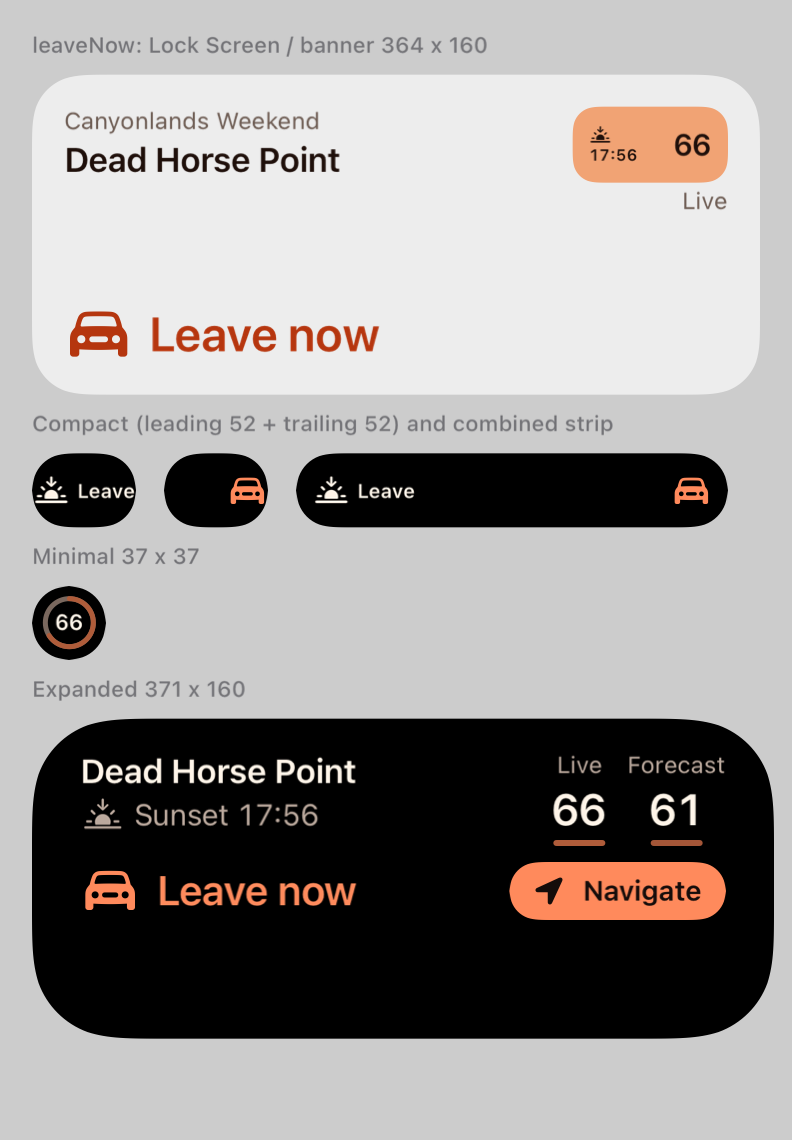 leaveNow: Lock Screen / banner 364 x 160
Canyonlands Weekend
Dead Horse Point
17:56
66
Live
Leave now
Compact (leading 52 + trailing 52) and combined strip
Leave
Leave
Minimal 37 x 37
66
Expanded 371 x 160
Dead Horse Point
Live Forecast
Sunset 17:56
66 61
Leave now
Navigate